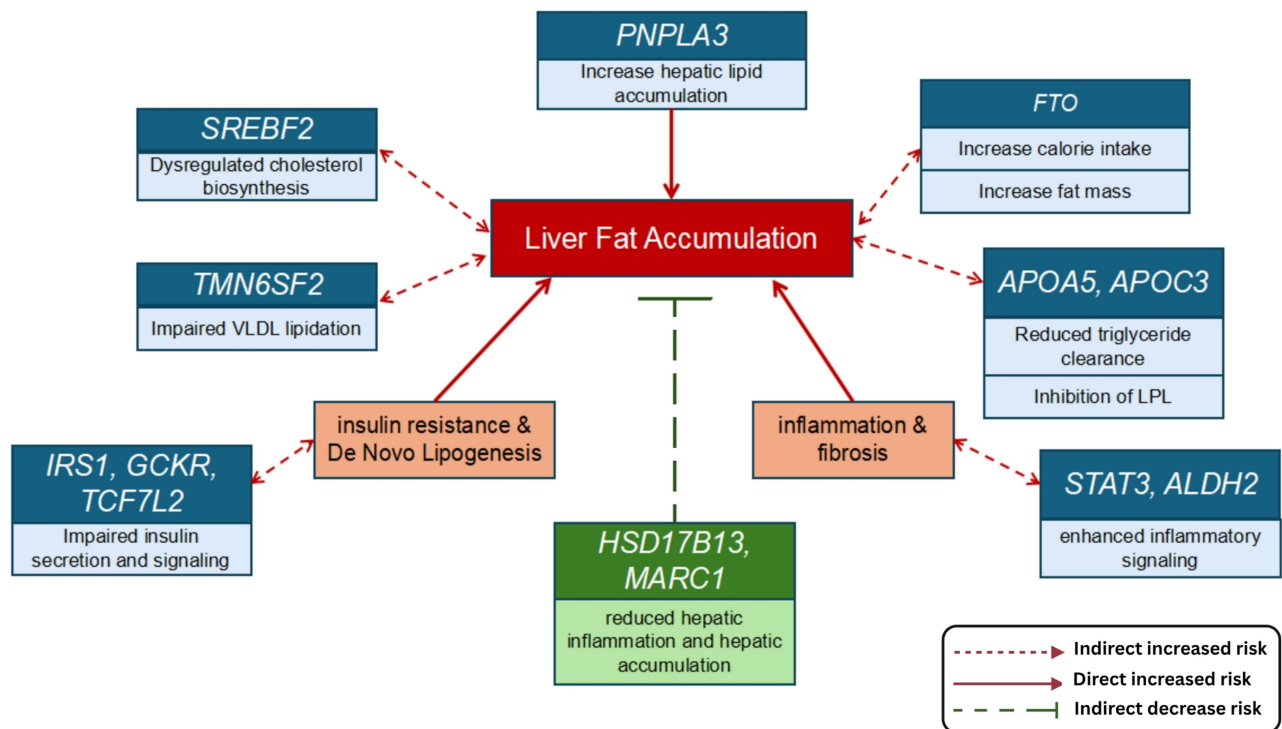 PNPLA3
Increase hepatic lipid
accumulation
SREBF2
Dysregulated cholesterol
biosynthesis
FTO
Increase calorie intake
Increase fat mass
Liver Fat Accumulation
TMN6SF2
Impaired VLDL lipidation
APOA5, APOC3
Reduced triglyceride
clearance
Inhibition of LPL
insulin resistance &
De Novo Lipogenesis
inflammation &
fibrosis
IRS1, GCKR,
TCF7L2
Impaired insulin
secretion and signaling
STAT3, ALDH2
enhanced inflammatory
signaling
HSD17B13,
MARC1
reduced hepatic
inflammation and hepatic
accumulation
Indirect increased risk
Direct increased risk
Indirect decrease risk